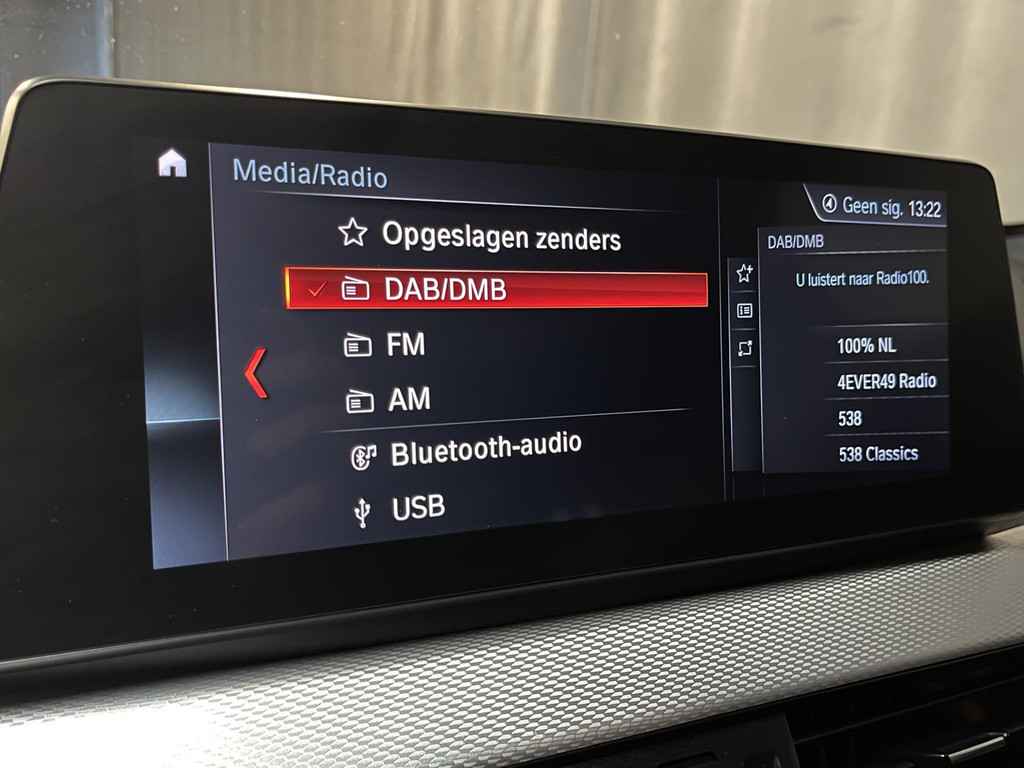 Media/Radio
Opgeslagen zenders
DAB/DMB
FM
AM
Bluetooth-audio
USB
Geen sig. 13:22
DAB/DMB
U luistert naar Radio100.
100% NL
4EVER49 Radio
538
538 Classics